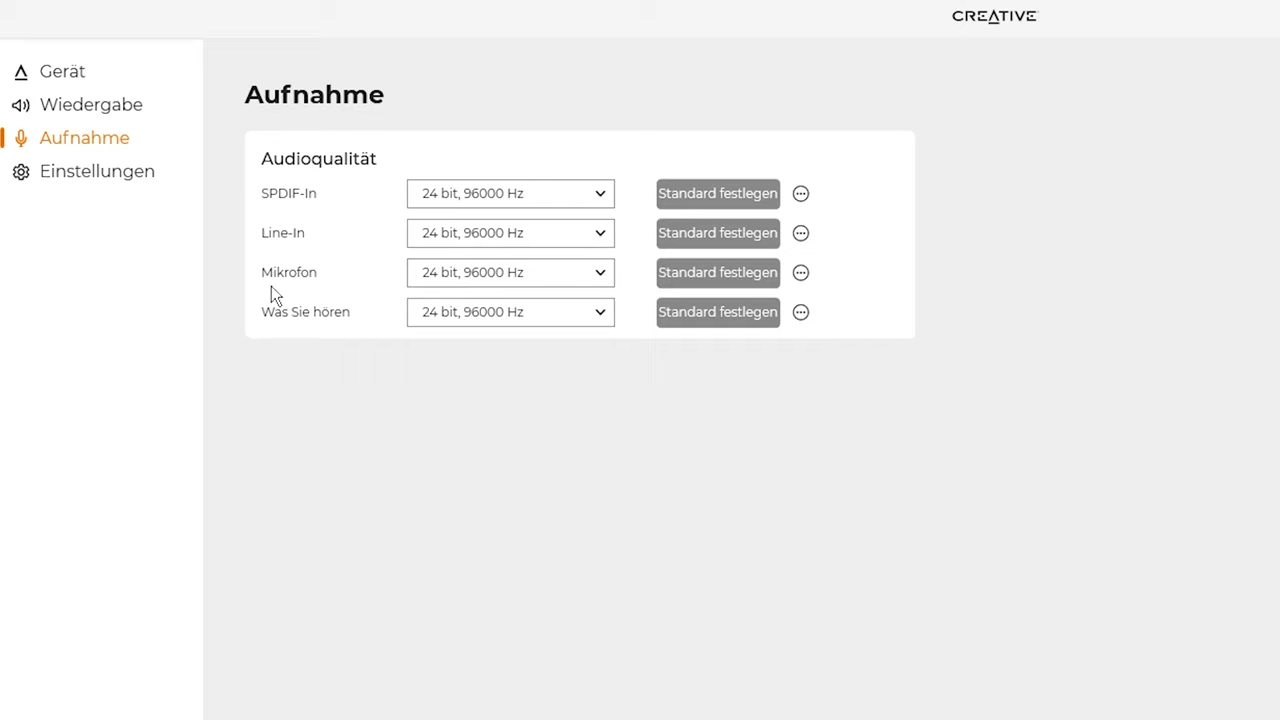 CREATIVE
Gerät
Wiedergabe
Aufnahme
Einstellungen
Aufnahme
Audioqualität
SPDIF-In 24 bit, 96000 Hz Standard festlegen
Line-In 24 bit, 96000 Hz Standard festlegen
Mikrofon 24 bit, 96000 Hz Standard festlegen
Was Sie hören 24 bit, 96000 Hz Standard festlegen